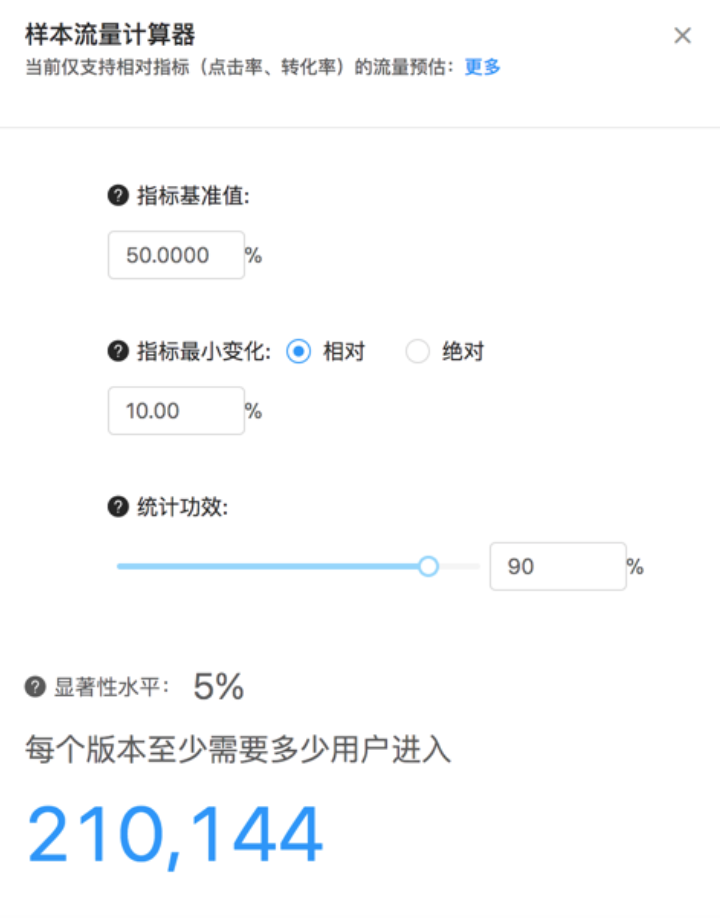 样本流量计算器
当前仅支持相对指标（点击率、转化率）的流量预估：更多
指标基准值:
50.0000 %
指标最小变化: 相对 绝对
10.00 %
统计功效:
90 %
显著性水平： 5%
每个版本至少需要多少用户进入
210,144